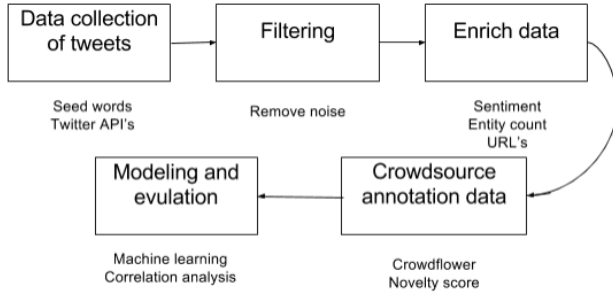 Data collection
of tweets
Filtering
Enrich data
Seed words
Twitter API's
Remove noise
Sentiment
Entity count
URL's
Modeling and
evulation
Crowdsource
annotation data
Machine learning
Correlation analysis
Crowdflower
Novelty score